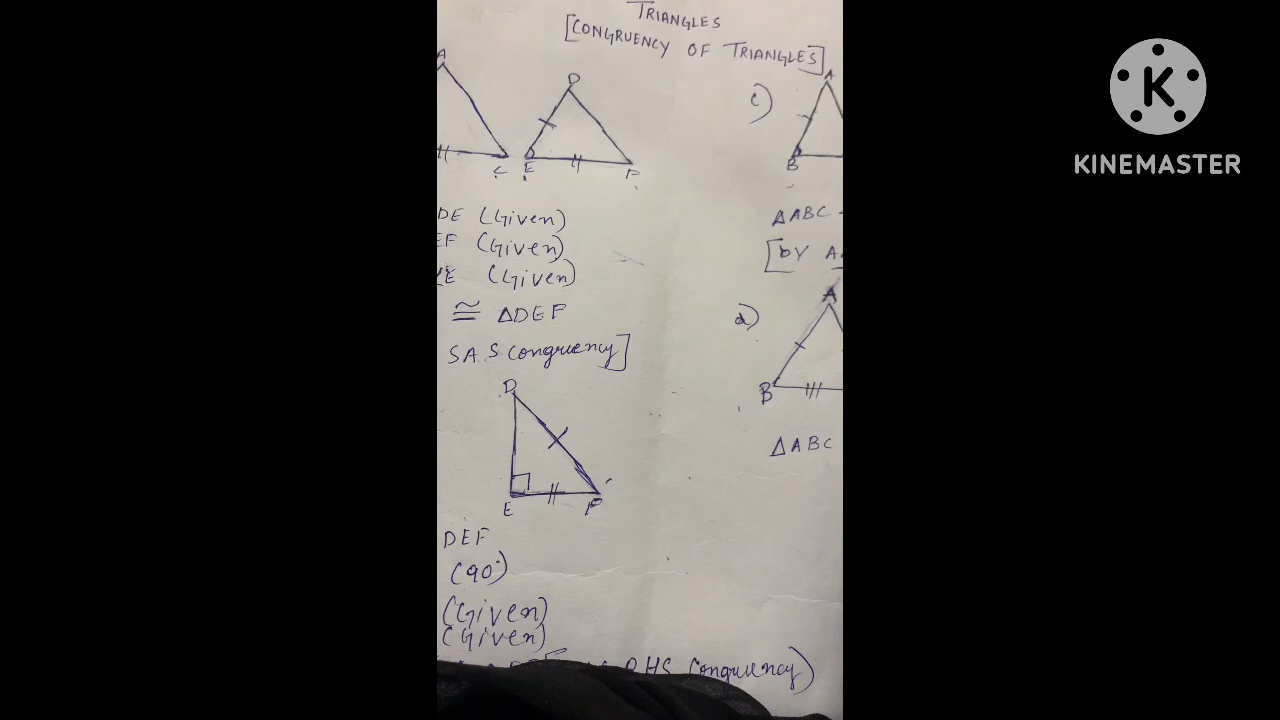 TRIANGLES
[CONGRUENCY OF TRIANGLES]
A
D
C E F
DE (Given)
EF (Given)
∠E (Given)
≅ ΔDEF
SAS congruency]
D
E F
DEF
(90°)
(Given)
(Given)
RHS Congruency)
c)
A
B
ΔABC
[by A
d)
A
B
ΔABC
KINEMASTER